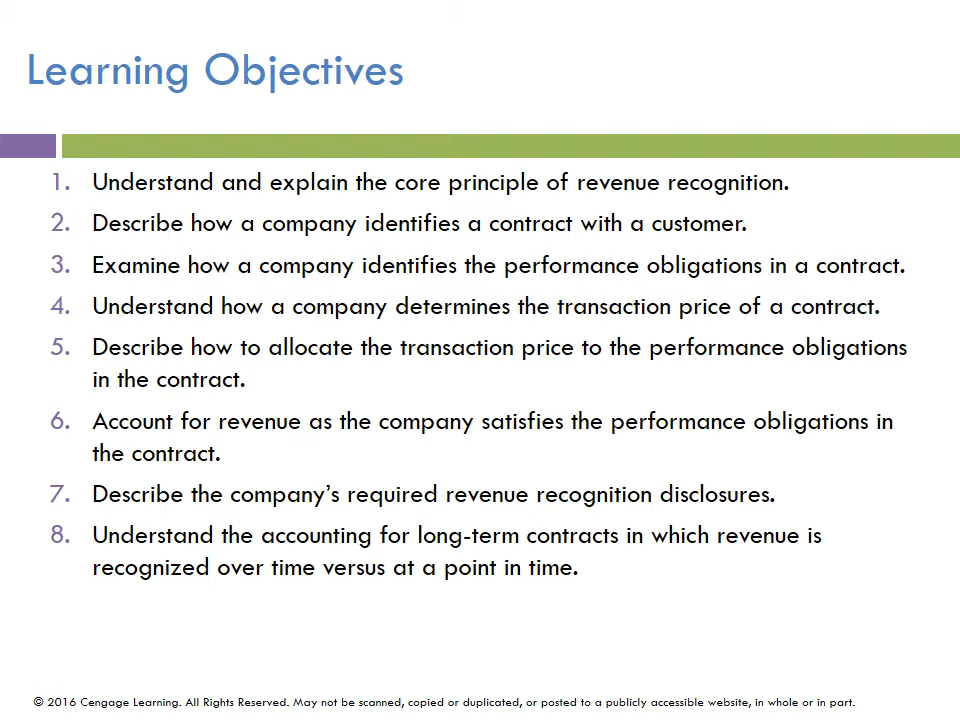 Learning Objectives
1. Understand and explain the core principle of revenue recognition.
2. Describe how a company identifies a contract with a customer.
3. Examine how a company identifies the performance obligations in a contract.
4. Understand how a company determines the transaction price of a contract.
5. Describe how to allocate the transaction price to the performance obligations
in the contract.
6. Account for revenue as the company satisfies the performance obligations in
the contract.
7. Describe the company’s required revenue recognition disclosures.
8. Understand the accounting for long-term contracts in which revenue is
recognized over time versus at a point in time.
© 2016 Cengage Learning. All Rights Reserved. May not be scanned, copied or duplicated, or posted to a publicly accessible website, in whole or in part.